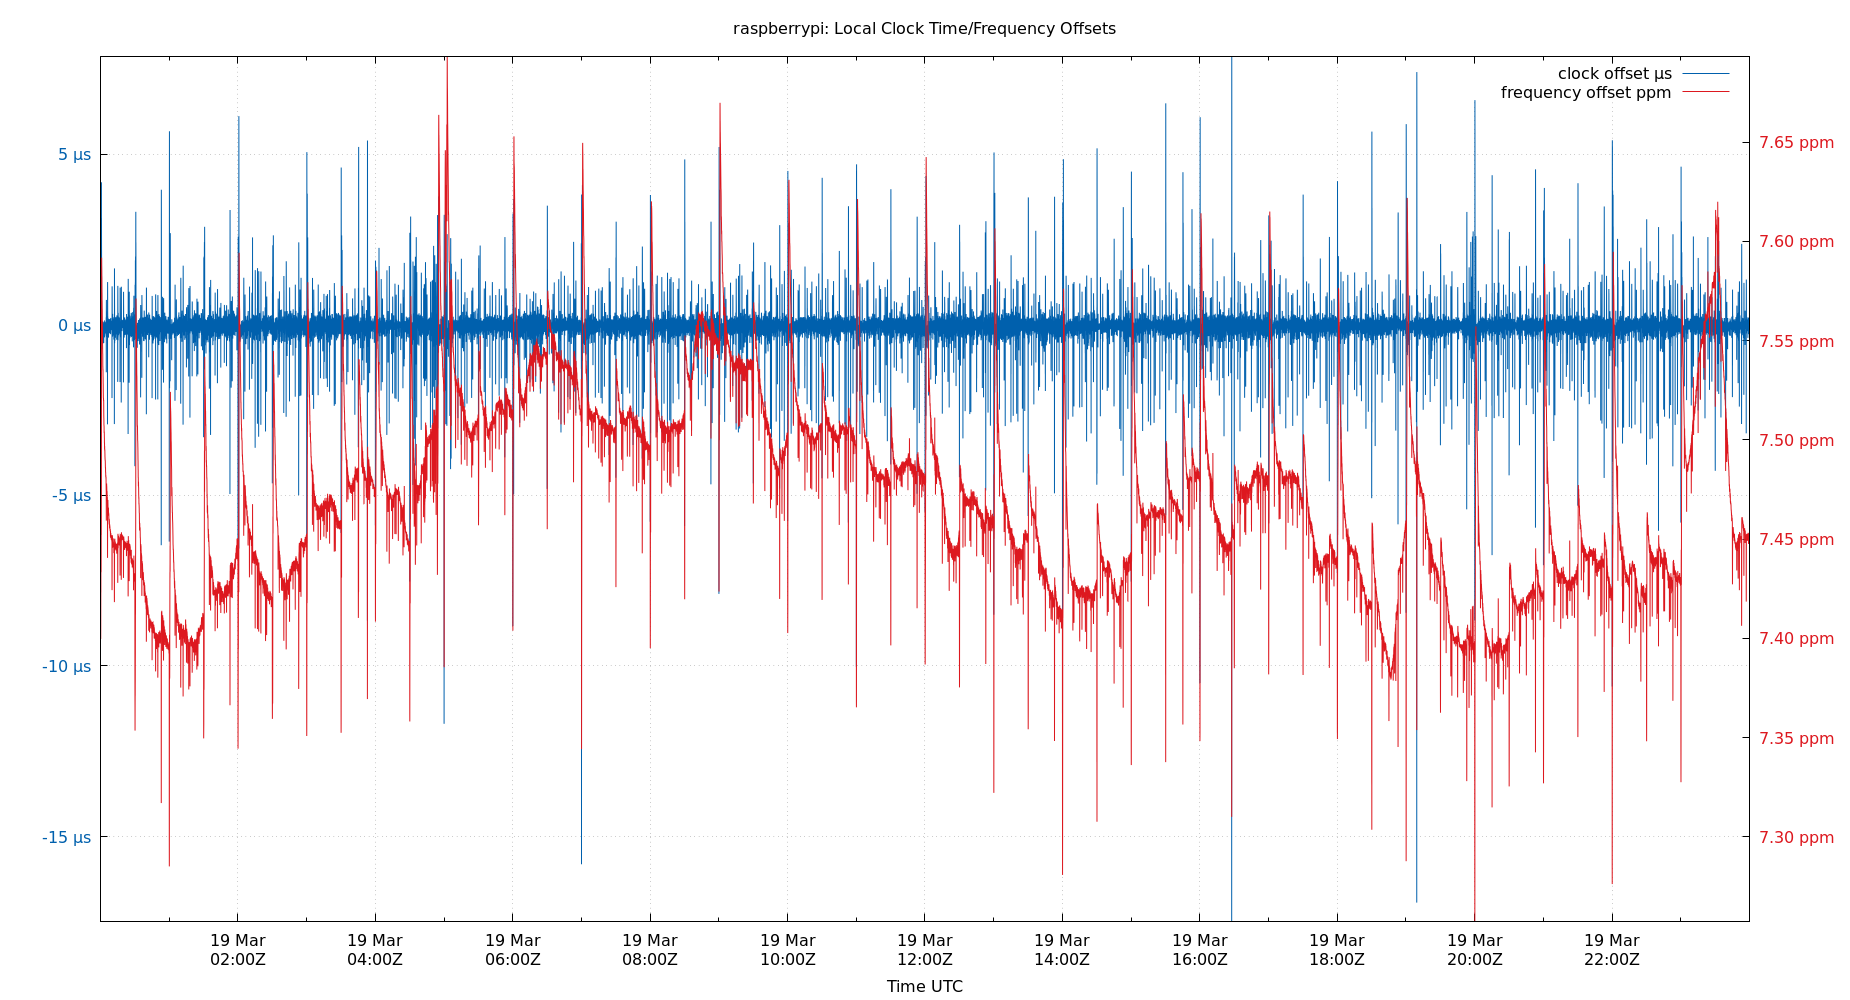 raspberrypi: Local Clock Time/Frequency Offsets
clock offset µs
frequency offset ppm
5 µs
0 µs
-5 µs
-10 µs
-15 µs
7.65 ppm
7.60 ppm
7.55 ppm
7.50 ppm
7.45 ppm
7.40 ppm
7.35 ppm
7.30 ppm
19 Mar
02:00Z
19 Mar
04:00Z
19 Mar
06:00Z
19 Mar
08:00Z
19 Mar
10:00Z
19 Mar
12:00Z
19 Mar
14:00Z
19 Mar
16:00Z
19 Mar
18:00Z
19 Mar
20:00Z
19 Mar
22:00Z
Time UTC